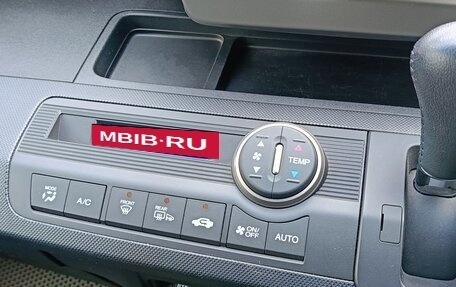 MBIB·RU
TEMP
MODE
A/C
FRONT
REAR
ON/
OFF
AUTO